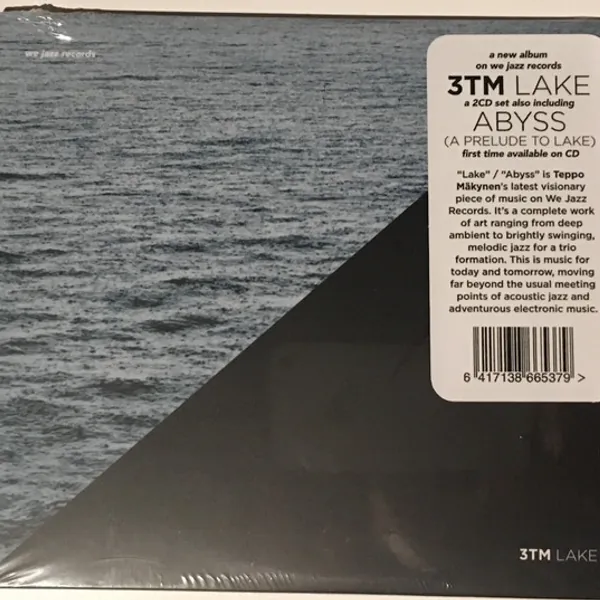 we jazz records
a new album
on we jazz records
3TM LAKE
a 2CD set also including
ABYSS
(A PRELUDE TO LAKE)
first time available on CD
“Lake” / “Abyss” is Teppo
Mäkynen’s latest visionary
piece of music on We Jazz
Records. It’s a complete work
of art ranging from deep
ambient to brightly swinging,
melodic jazz for a trio
formation. This is music for
today and tomorrow, moving
far beyond the usual meeting
points of acoustic jazz and
adventurous electronic music.
6 417138 665379 >
3TM LAKE